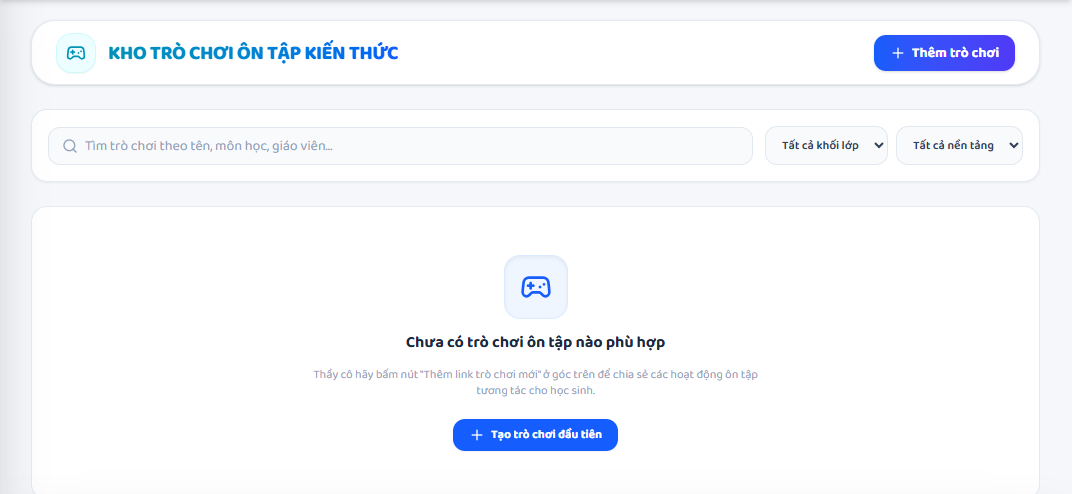 KHO TRÒ CHƠI ÔN TẬP KIẾN THỨC
Thêm trò chơi
Tìm trò chơi theo tên, môn học, giáo viên...
Tất cả khối lớp
Tất cả nền tảng
Chưa có trò chơi ôn tập nào phù hợp
Thầy cô hãy bấm nút "Thêm link trò chơi mới" ở góc trên để chia sẻ các hoạt động ôn tập
tương tác cho học sinh.
Tạo trò chơi đầu tiên